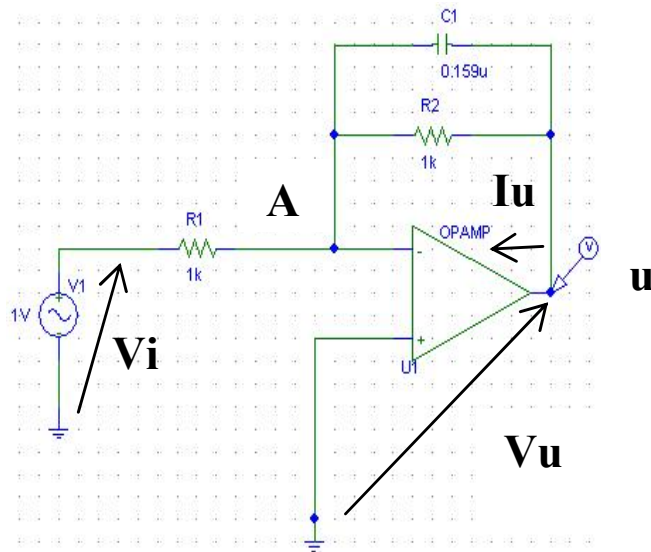 C1
0.159u
R2
1k
Iu
A
OPAMP
R1
1k
-
V
u
V1
1V
+
-
Vi
+
U1
Vu